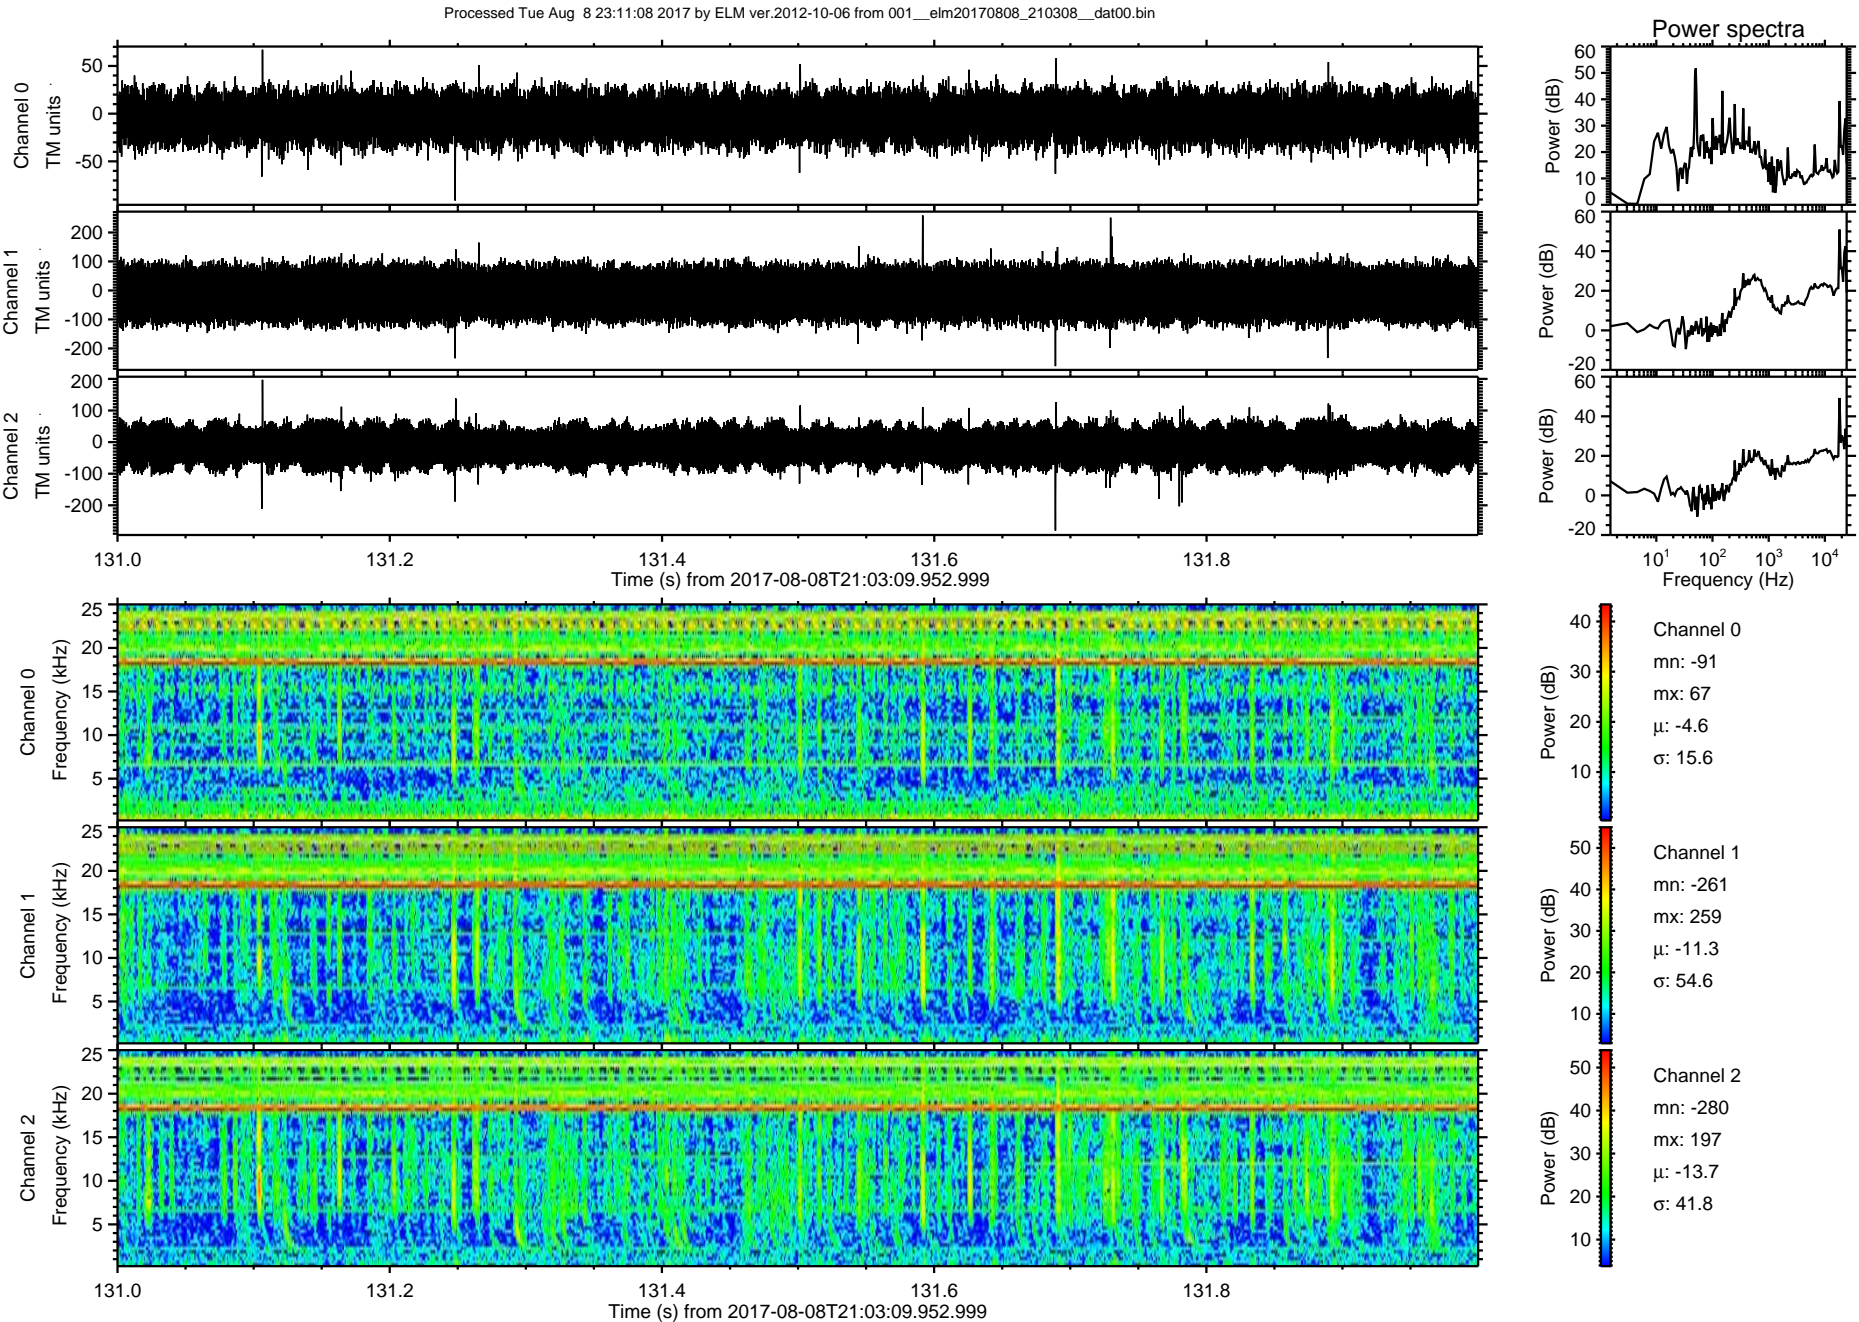 Processed Tue Aug  8 23:11:08 2017 by ELM ver.2012-10-06 from 001__elm20170808_210308__dat00.bin
Power spectra
Channel 0
TM units
50
0
-50
Power (dB)
60
50
40
30
20
10
0
Channel 1
TM units
200
100
0
-100
-200
Power (dB)
60
40
20
0
-20
Channel 2
TM units
200
100
0
-100
-200
Power (dB)
60
40
20
0
-20
131.0
131.2
131.4
131.6
131.8
Time (s) from 2017-08-08T21:03:09.952.999
10^1
10^2
10^3
10^4
Frequency (Hz)
Channel 0
Frequency (kHz)
25
20
15
10
5
Power (dB)
40
30
20
10
Channel 0
mn: -91
mx: 67
μ: -4.6
σ: 15.6
Channel 1
Frequency (kHz)
25
20
15
10
5
Power (dB)
50
40
30
20
10
Channel 1
mn: -261
mx: 259
μ: -11.3
σ: 54.6
Channel 2
Frequency (kHz)
25
20
15
10
5
Power (dB)
50
40
30
20
10
Channel 2
mn: -280
mx: 197
μ: -13.7
σ: 41.8
131.0
131.2
131.4
131.6
131.8
Time (s) from 2017-08-08T21:03:09.952.999